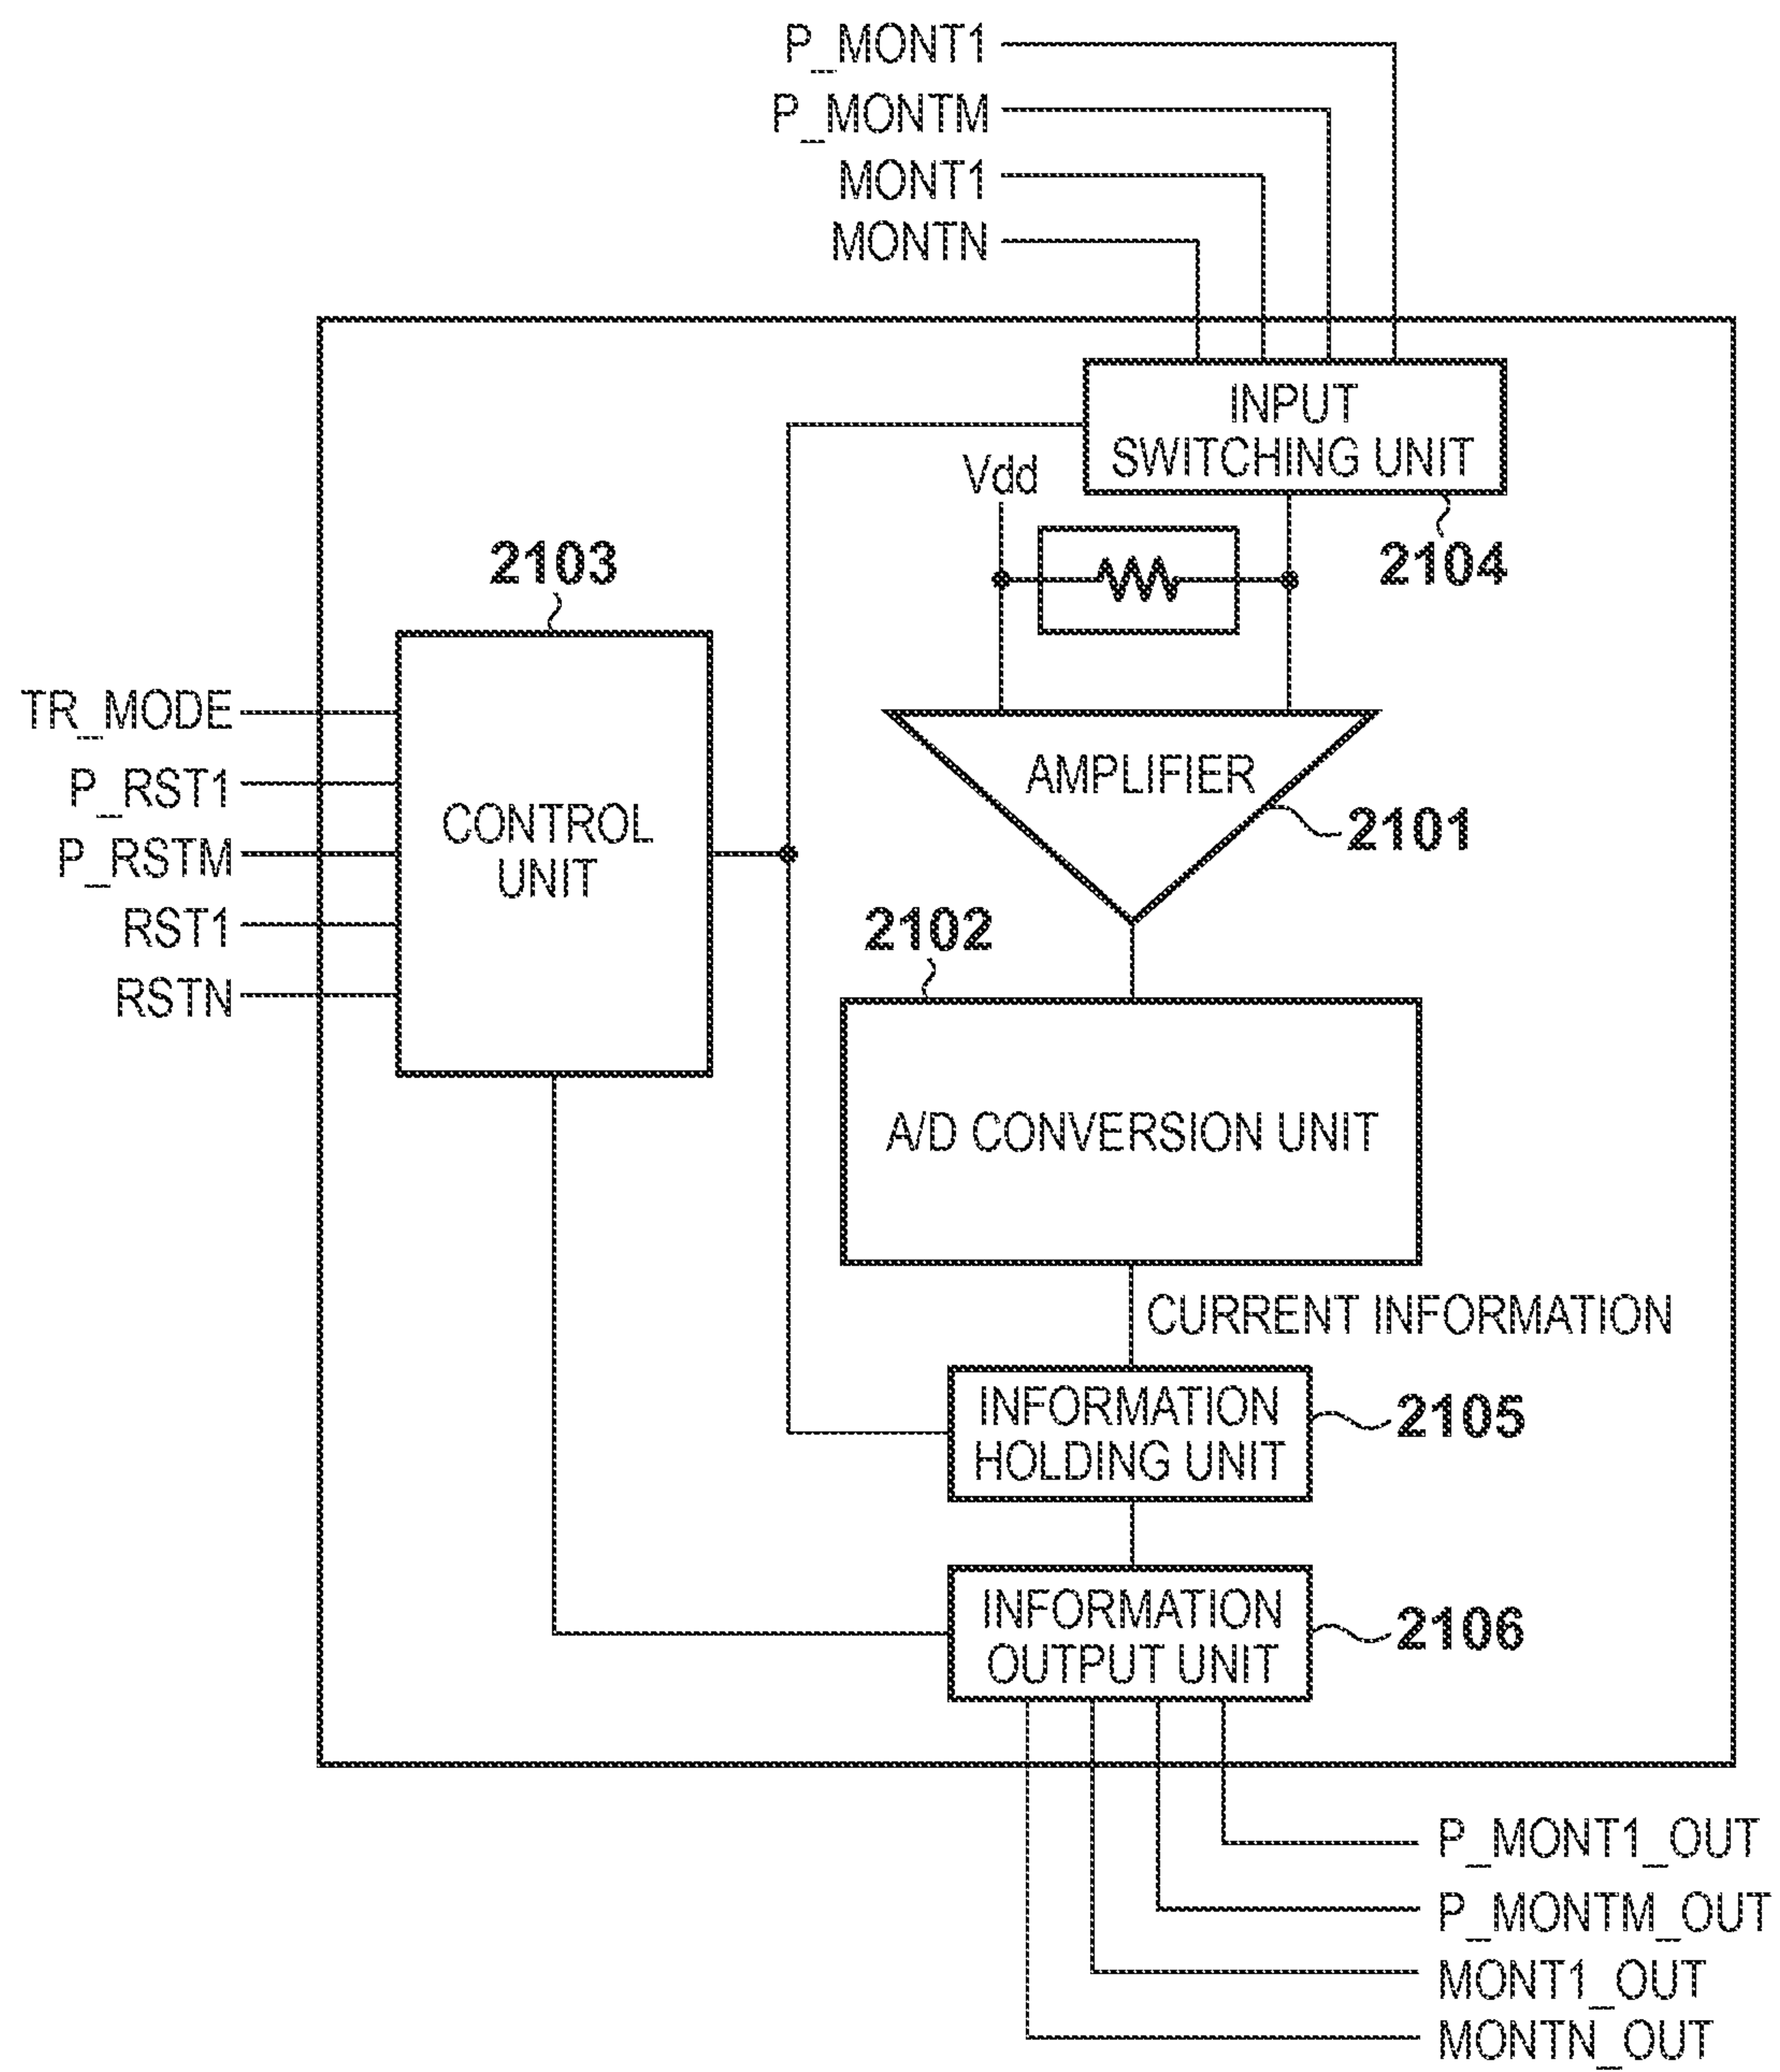 P_MONT1
P_MONTM
MONT1
MONTN
INPUT
SWITCHING UNIT
Vdd
2104
2103
TR_MODE
P_RST1
P_RSTM
RST1
RSTN
CONTROL
UNIT
AMPLIFIER
2101
2102
A/D CONVERSION UNIT
CURRENT INFORMATION
INFORMATION
HOLDING UNIT
2105
INFORMATION
OUTPUT UNIT
2106
P_MONT1_OUT
P_MONTM_OUT
MONT1_OUT
MONTN_OUT